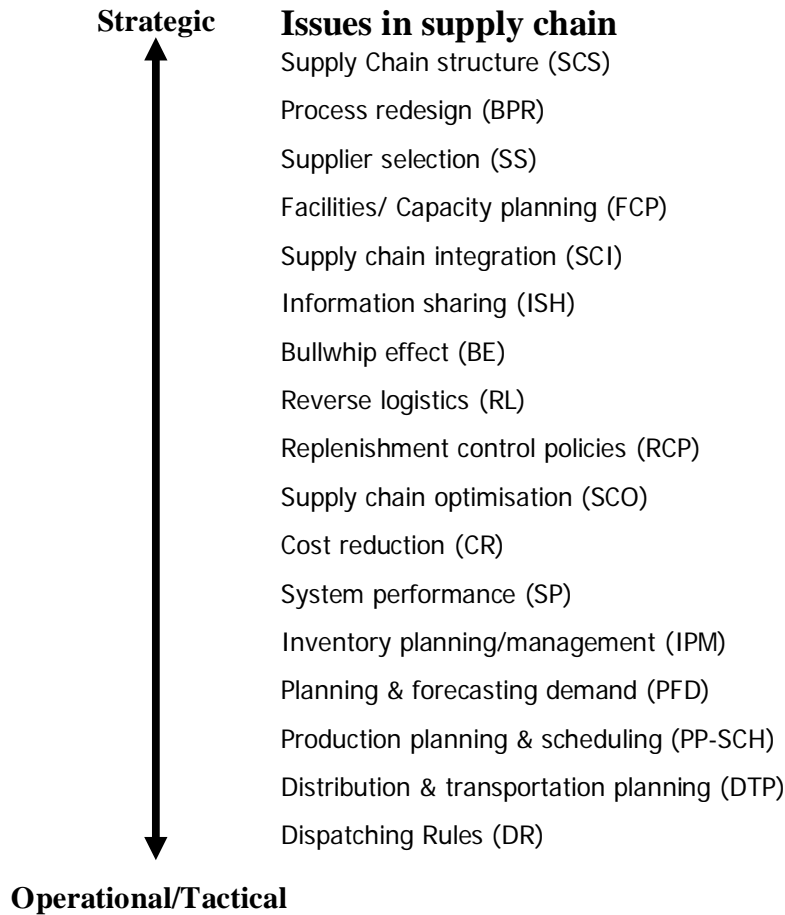 Strategic
Issues in supply chain
Supply Chain structure (SCS)
Process redesign (BPR)
Supplier selection (SS)
Facilities/ Capacity planning (FCP)
Supply chain integration (SCI)
Information sharing (ISH)
Bullwhip effect (BE)
Reverse logistics (RL)
Replenishment control policies (RCP)
Supply chain optimisation (SCO)
Cost reduction (CR)
System performance (SP)
Inventory planning/management (IPM)
Planning & forecasting demand (PFD)
Production planning & scheduling (PP-SCH)
Distribution & transportation planning (DTP)
Dispatching Rules (DR)
Operational/Tactical